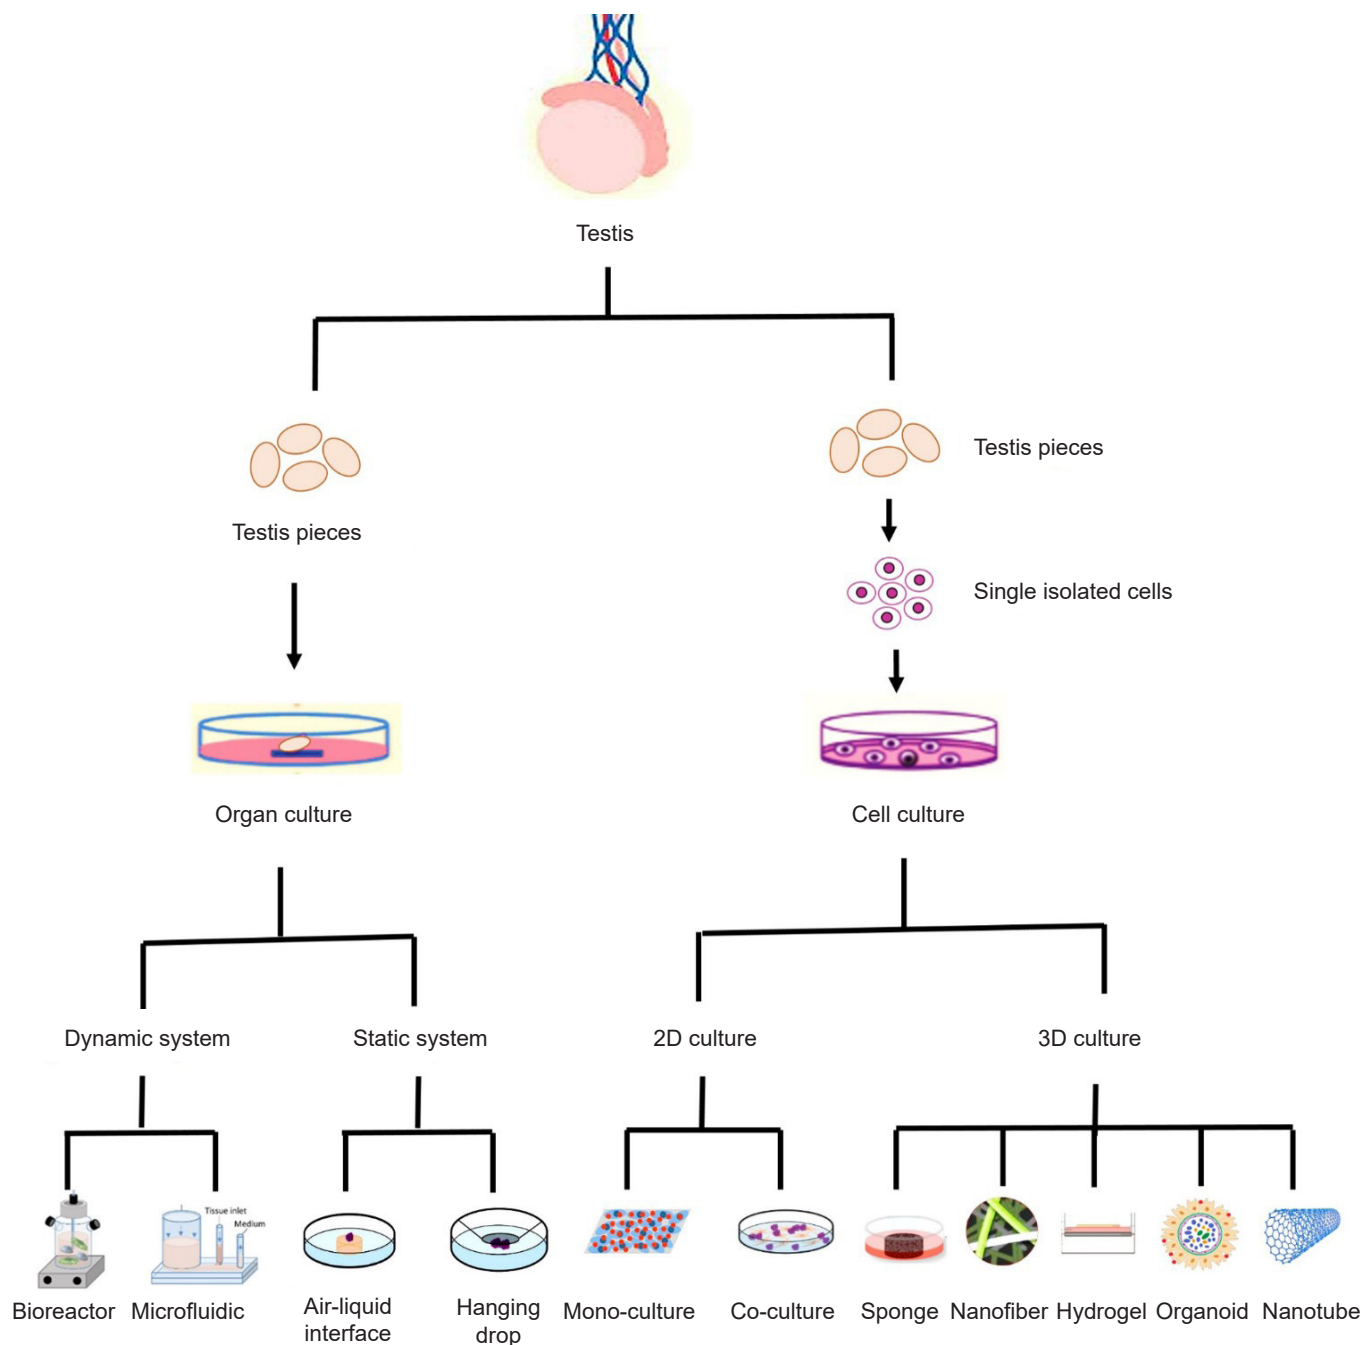 Testis
Testis pieces
Testis pieces
Single isolated cells
Organ culture
Cell culture
Dynamic system
Static system
2D culture
3D culture
Tissue inlet
Medium
Bioreactor
Microfluidic
Air-liquid
interface
Hanging
drop
Mono-culture
Co-culture
Sponge
Nanofiber
Hydrogel
Organoid
Nanotube